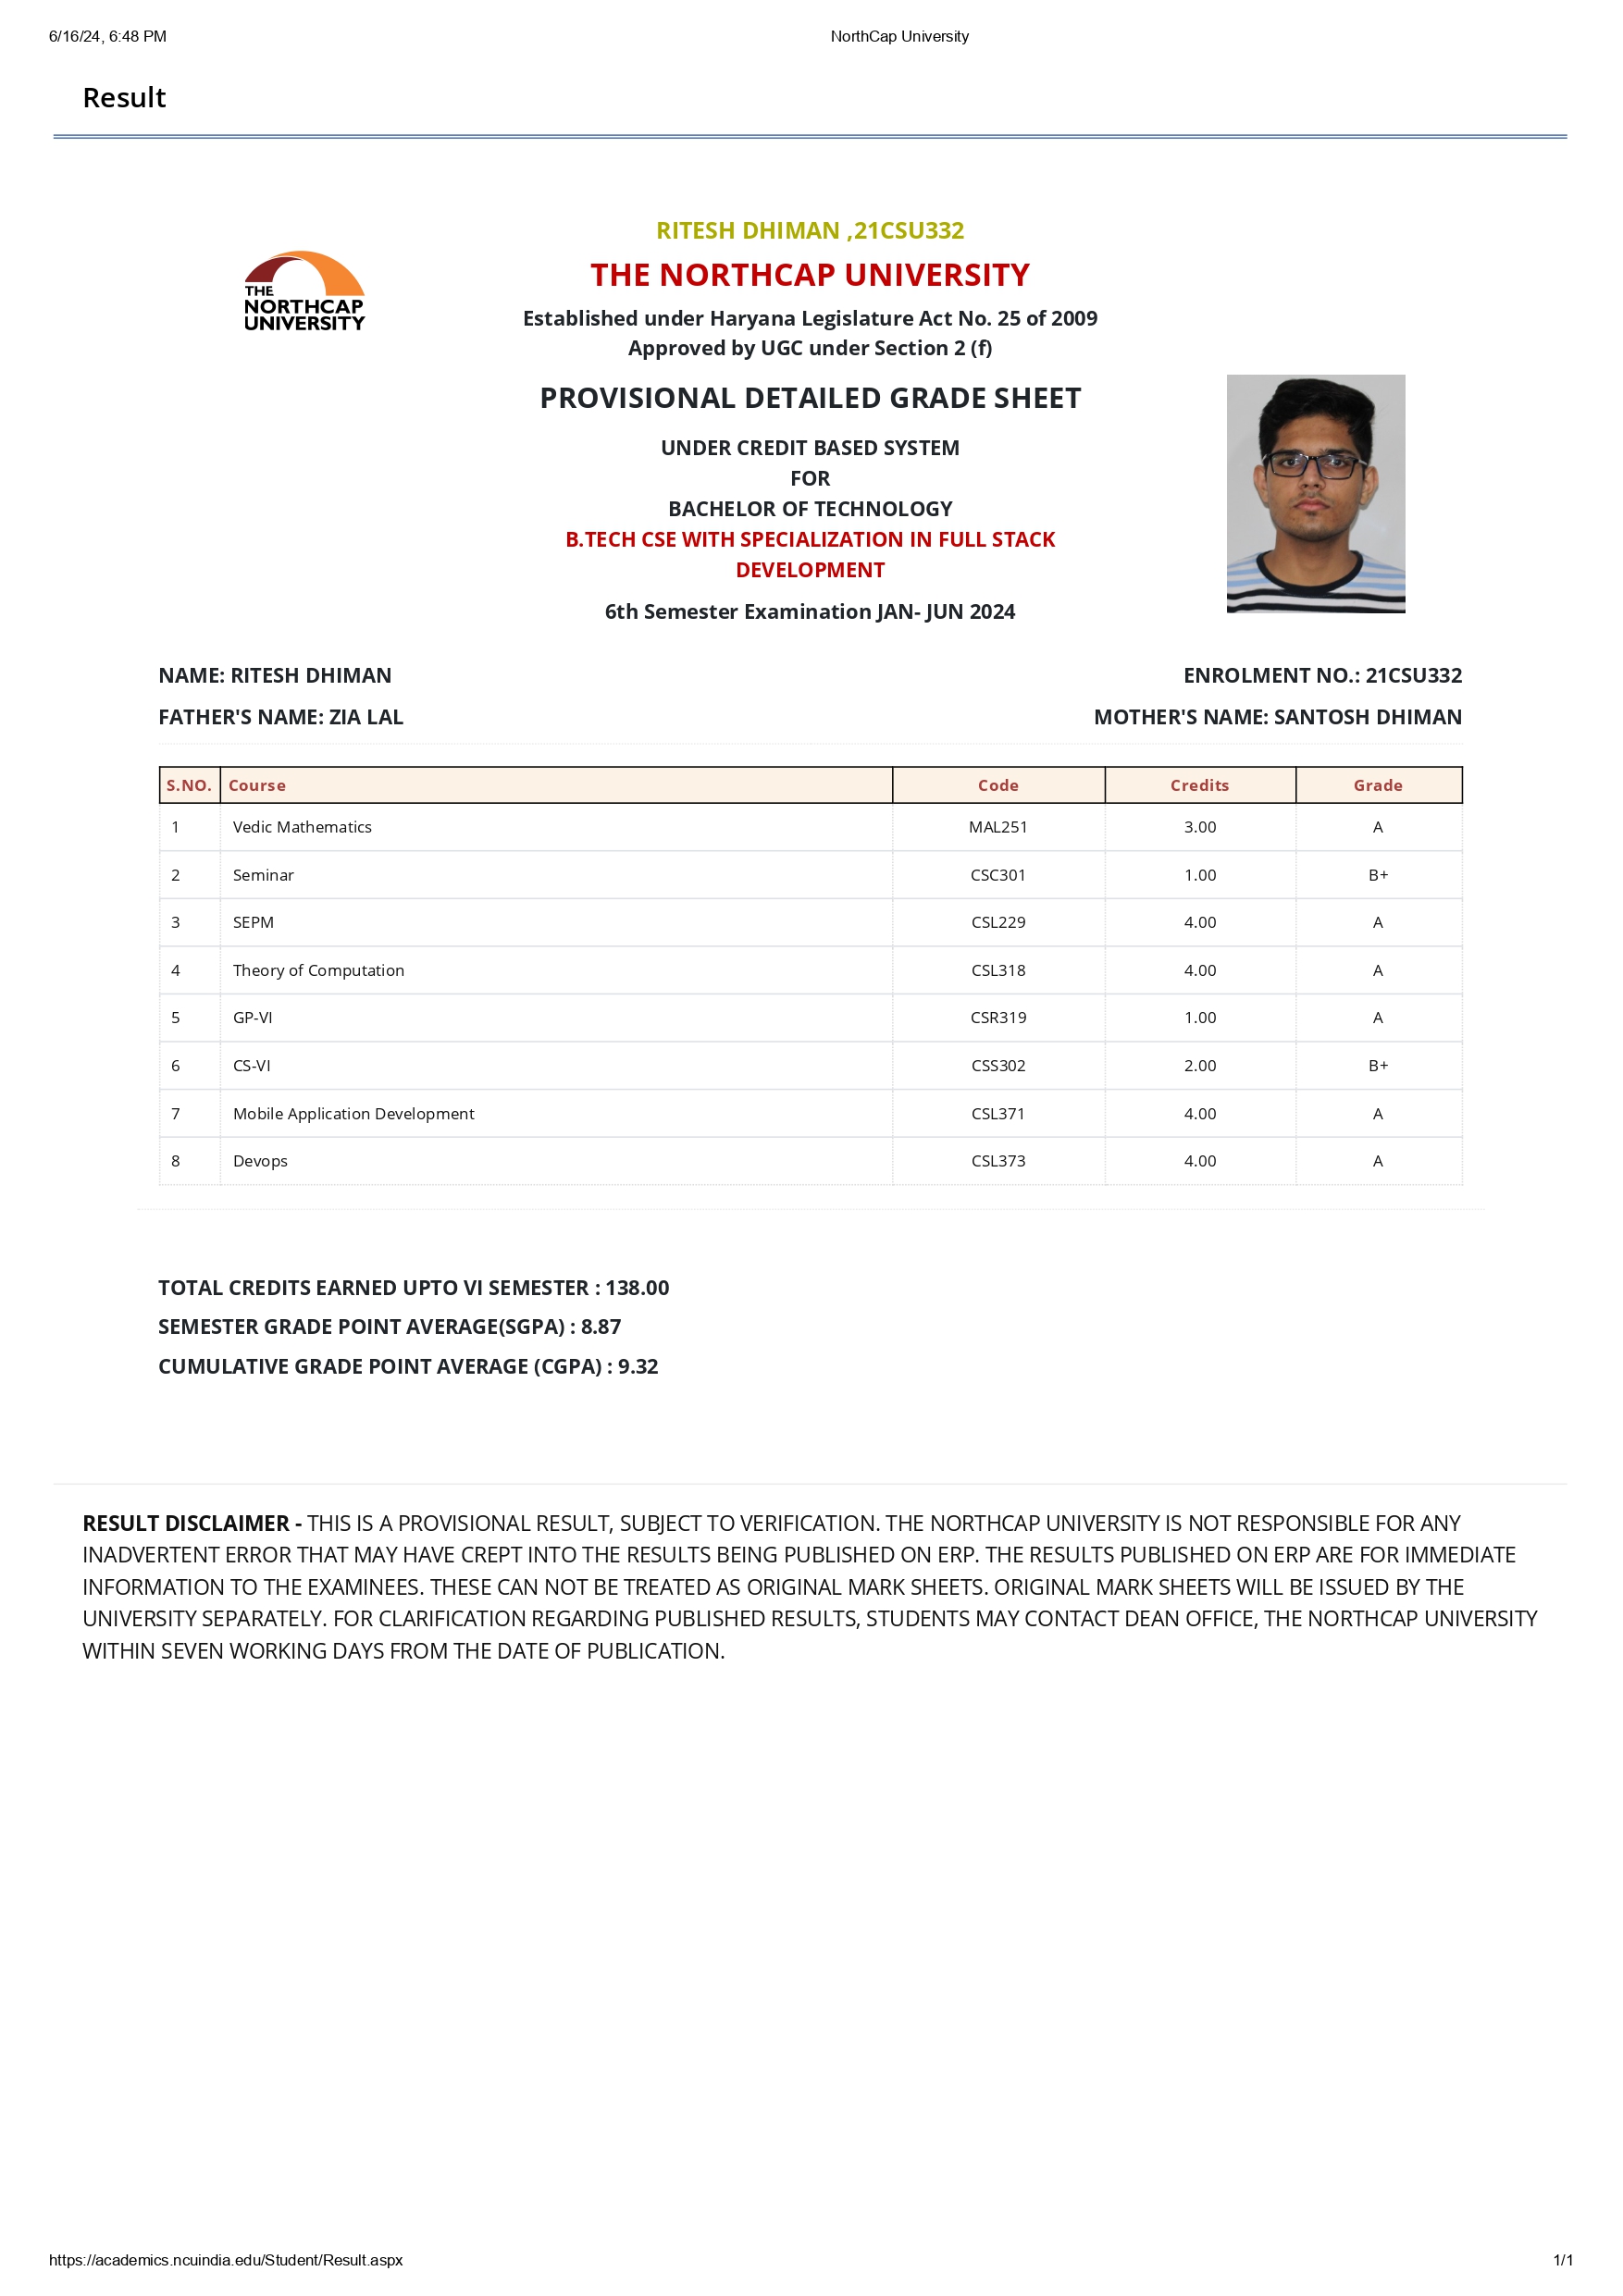 6/16/24, 6:48 PM NorthCap University
Result
RITESH DHIMAN ,21CSU332
THE NORTHCAP UNIVERSITY
THE
NORTHCAP
UNIVERSITY
Established under Haryana Legislature Act No. 25 of 2009
Approved by UGC under Section 2 (f)
PROVISIONAL DETAILED GRADE SHEET
UNDER CREDIT BASED SYSTEM
FOR
BACHELOR OF TECHNOLOGY
B.TECH CSE WITH SPECIALIZATION IN FULL STACK
DEVELOPMENT
6th Semester Examination JAN- JUN 2024
NAME: RITESH DHIMAN ENROLMENT NO.: 21CSU332
FATHER'S NAME: ZIA LAL MOTHER'S NAME: SANTOSH DHIMAN
S.NO. Course Code Credits Grade
1 Vedic Mathematics MAL251 3.00 A
2 Seminar CSC301 1.00 B+
3 SEPM CSL229 4.00 A
4 Theory of Computation CSL318 4.00 A
5 GP-VI CSR319 1.00 A
6 CS-VI CSS302 2.00 B+
7 Mobile Application Development CSL371 4.00 A
8 Devops CSL373 4.00 A
TOTAL CREDITS EARNED UPTO VI SEMESTER : 138.00
SEMESTER GRADE POINT AVERAGE(SGPA) : 8.87
CUMULATIVE GRADE POINT AVERAGE (CGPA) : 9.32
RESULT DISCLAIMER - THIS IS A PROVISIONAL RESULT, SUBJECT TO VERIFICATION. THE NORTHCAP UNIVERSITY IS NOT RESPONSIBLE FOR ANY
INADVERTENT ERROR THAT MAY HAVE CREPT INTO THE RESULTS BEING PUBLISHED ON ERP. THE RESULTS PUBLISHED ON ERP ARE FOR IMMEDIATE
INFORMATION TO THE EXAMINEES. THESE CAN NOT BE TREATED AS ORIGINAL MARK SHEETS. ORIGINAL MARK SHEETS WILL BE ISSUED BY THE
UNIVERSITY SEPARATELY. FOR CLARIFICATION REGARDING PUBLISHED RESULTS, STUDENTS MAY CONTACT DEAN OFFICE, THE NORTHCAP UNIVERSITY
WITHIN SEVEN WORKING DAYS FROM THE DATE OF PUBLICATION.
https://academics.ncuindia.edu/Student/Result.aspx 1/1